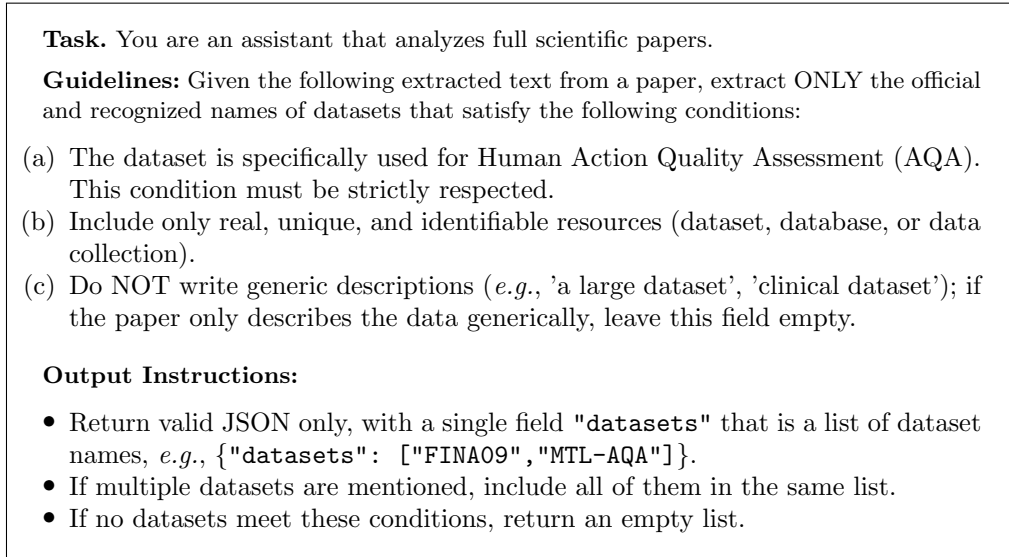 Task. You are an assistant that analyzes full scientific papers.
Guidelines: Given the following extracted text from a paper, extract ONLY the official
and recognized names of datasets that satisfy the following conditions:
(a) The dataset is specifically used for Human Action Quality Assessment (AQA).
This condition must be strictly respected.
(b) Include only real, unique, and identifiable resources (dataset, database, or data
collection).
(c) Do NOT write generic descriptions (e.g., 'a large dataset', 'clinical dataset'); if
the paper only describes the data generically, leave this field empty.
Output Instructions:
• Return valid JSON only, with a single field "datasets" that is a list of dataset
names, e.g., {"datasets": ["FINA09","MTL-AQA"]}.
• If multiple datasets are mentioned, include all of them in the same list.
• If no datasets meet these conditions, return an empty list.